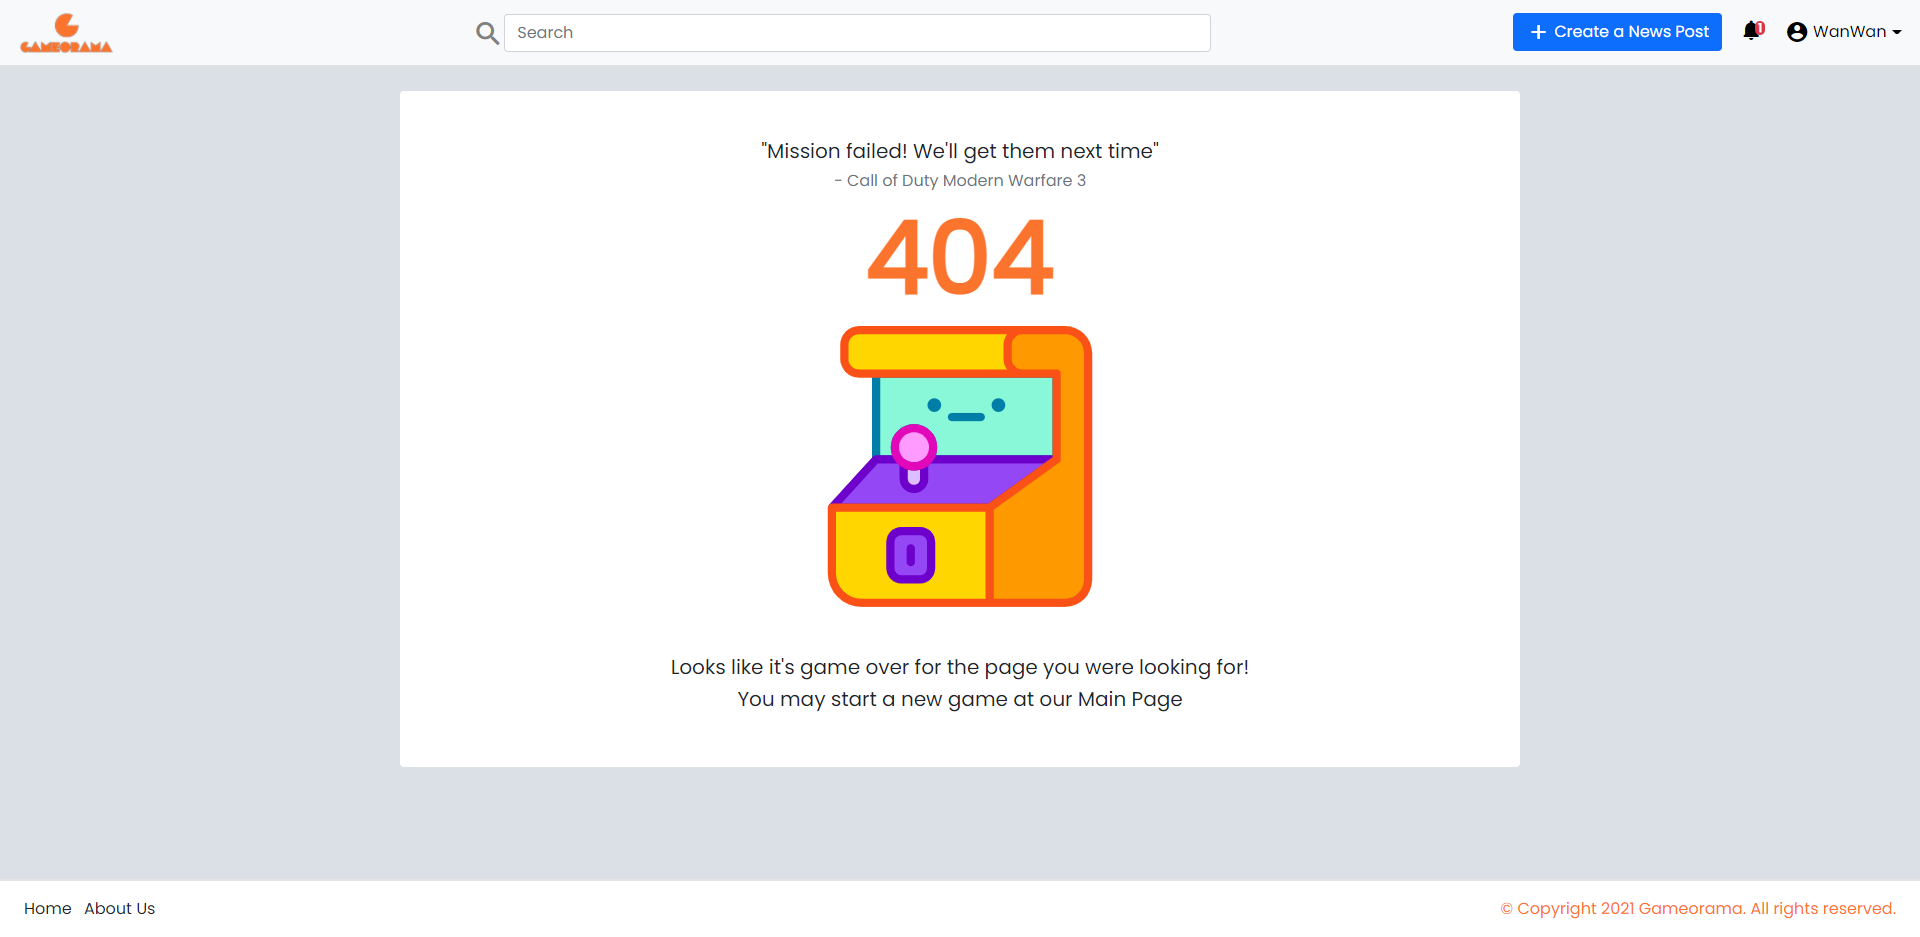 GAMEORAMA
Search
Create a News Post
1
WanWan
"Mission failed! We'll get them next time"
- Call of Duty Modern Warfare 3
404
Looks like it's game over for the page you were looking for!
You may start a new game at our Main Page
Home About Us
© Copyright 2021 Gameorama. All rights reserved.